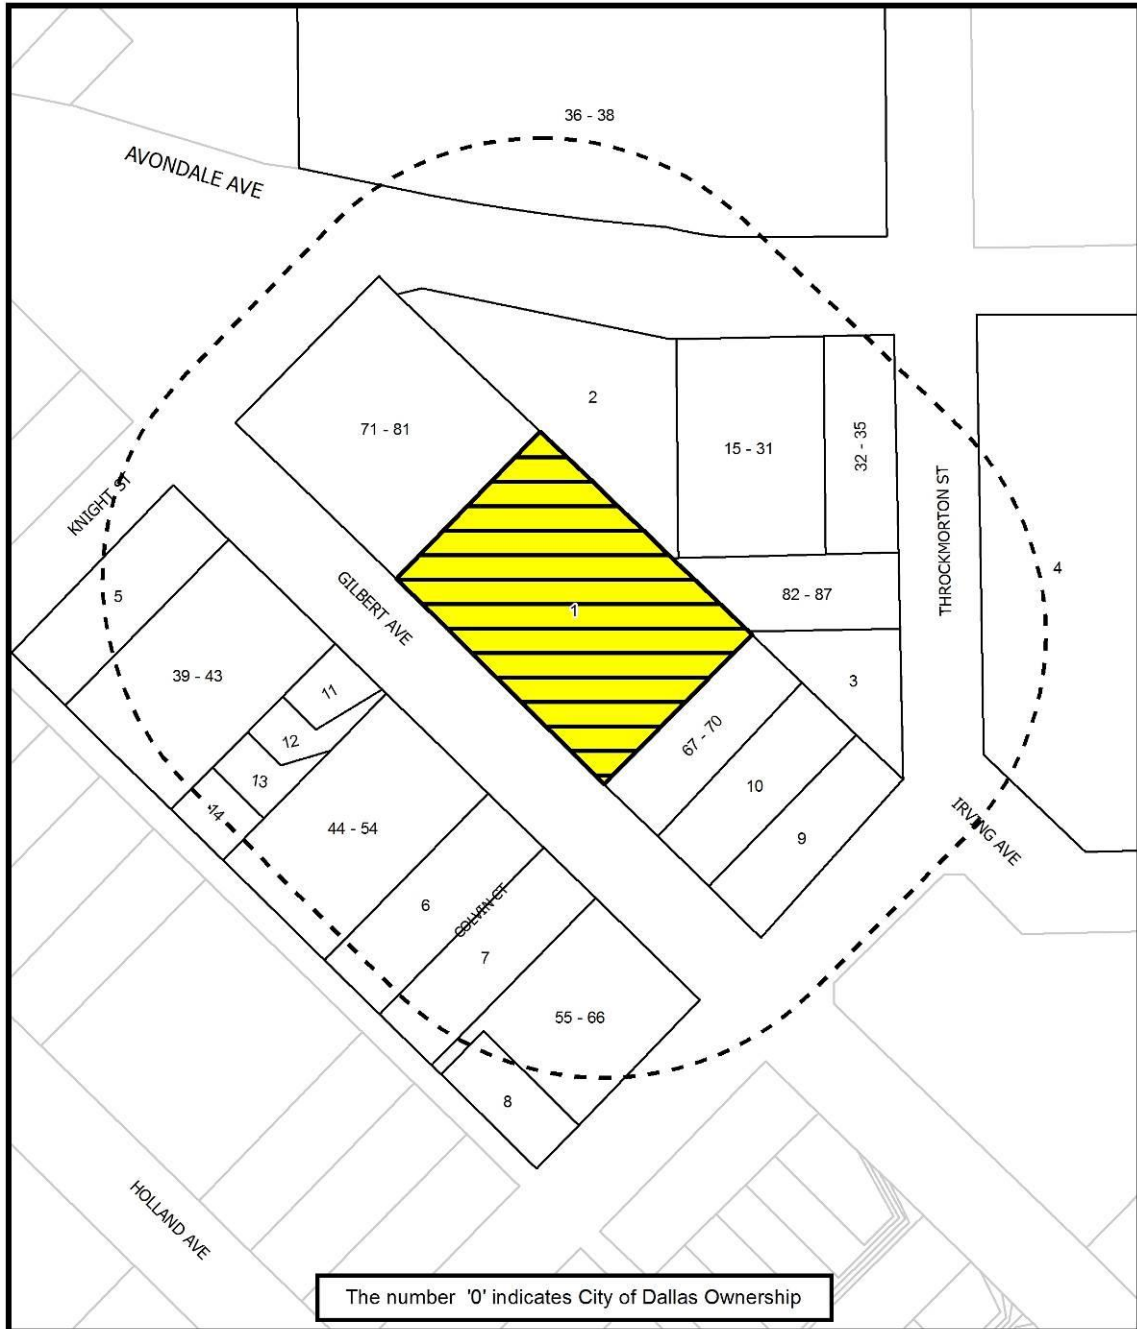 36 - 38
AVONDALE AVE
2
71 - 81
15 - 31
32 - 35
KNIGHT ST
THROCKMORTON ST
4
GILBERT AVE
5
1
82 - 87
39 - 43
11
3
67 - 70
12
13
10
14
44 - 54
9
IRVING AVE
6
COLVIN CT
7
55 - 66
8
HOLLAND AVE
The number '0' indicates City of Dallas Ownership